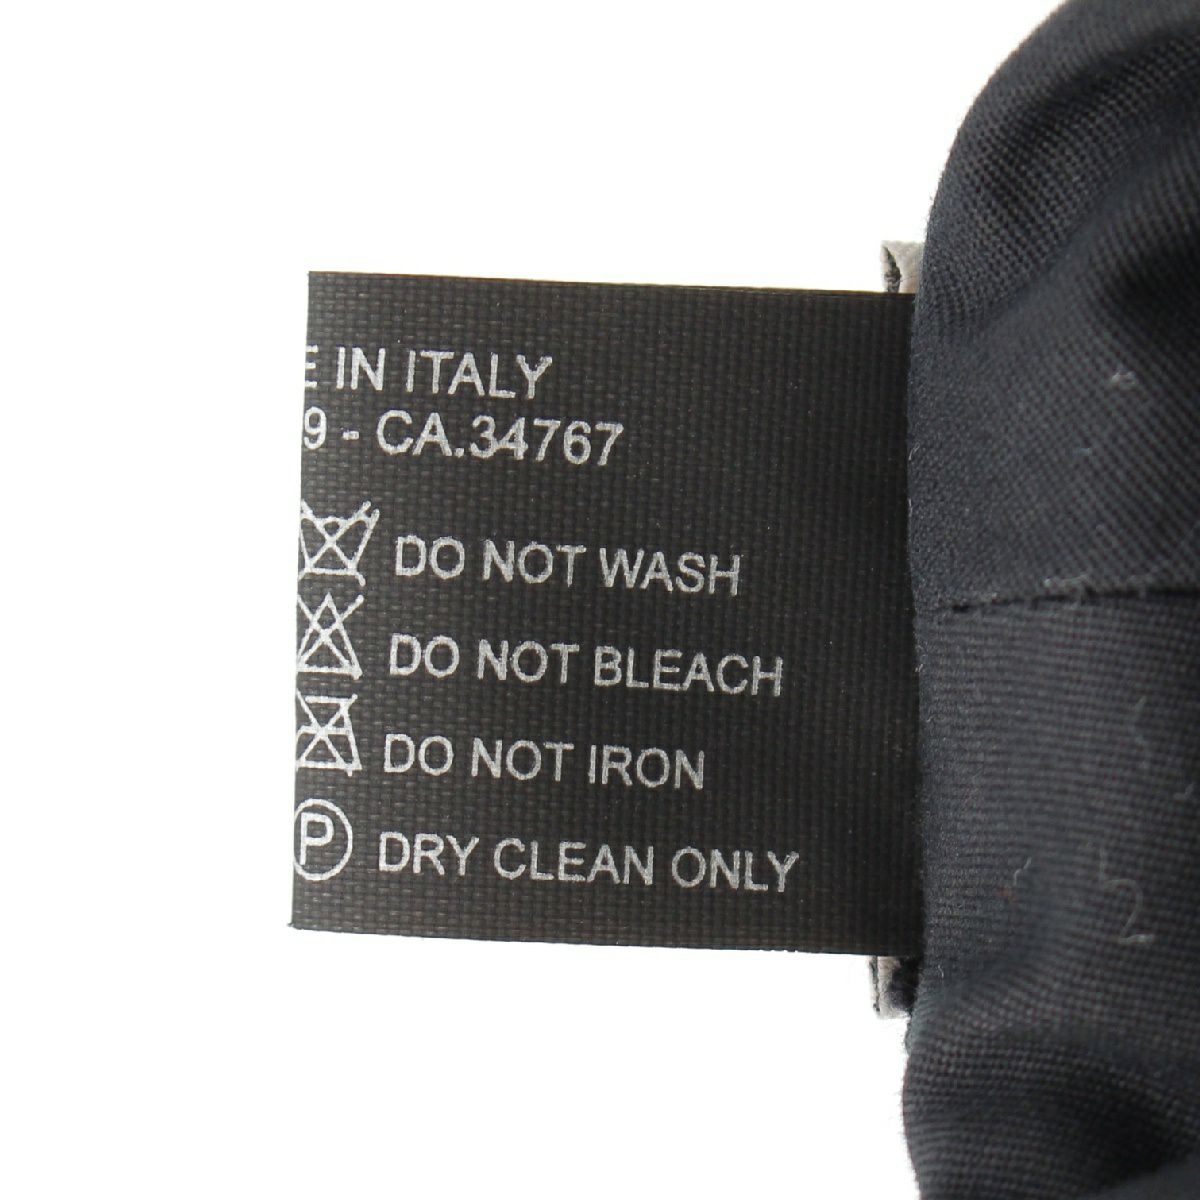 E IN ITALY
9 - CA.34767
DO NOT WASH
DO NOT BLEACH
DO NOT IRON
P DRY CLEAN ONLY